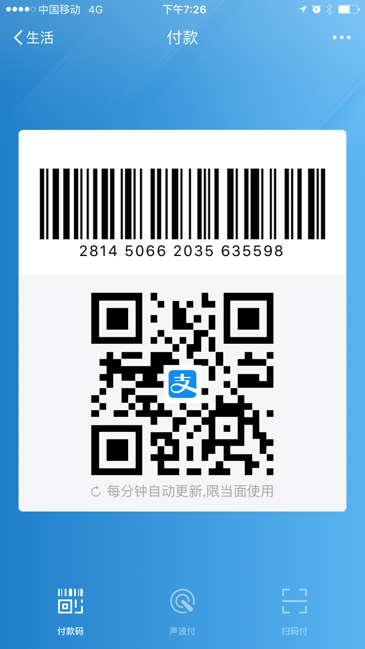 中国移动 4G 下午7:26
生活 付款
2814 5066 2035 635598
支
每分钟自动更新,限当面使用
付款码 声波付 扫码付